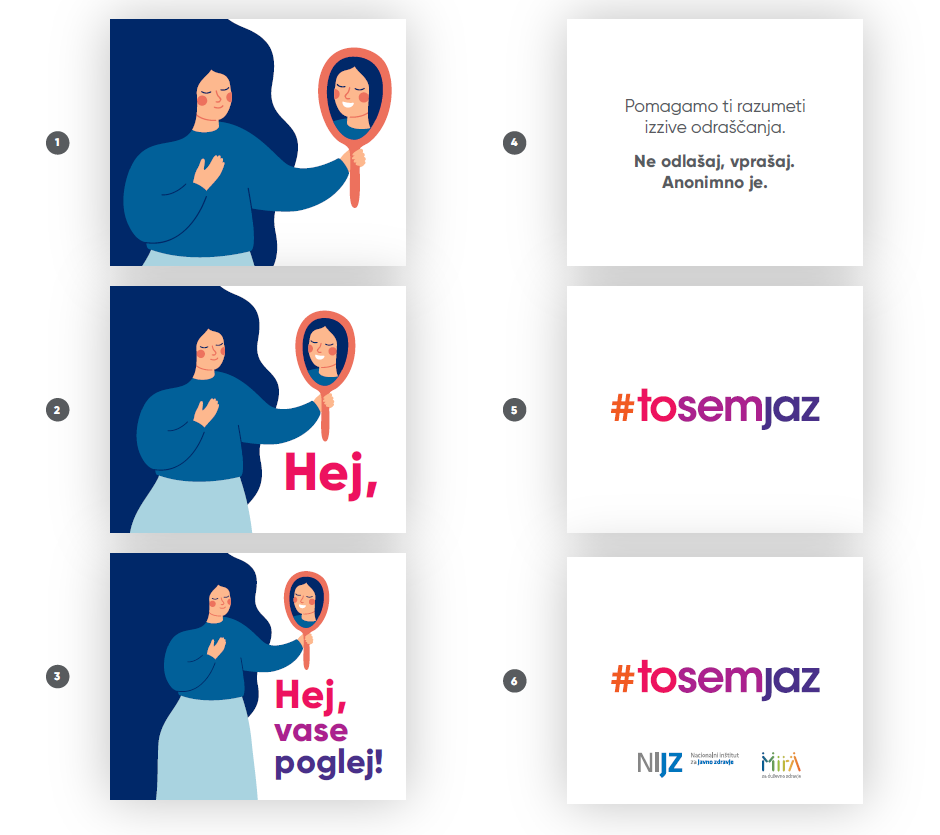 1
2
Hej,
3
Hej,
vase
poglej!
4
Pomagamo ti razumeti
izzive odraščanja.
Ne odlašaj, vprašaj.
Anonimno je.
5
#tosemjaz
6
#tosemjaz
NIJZ
Nacionalni inštitut
za javno zdravje
MiRA
za duševno zdravje